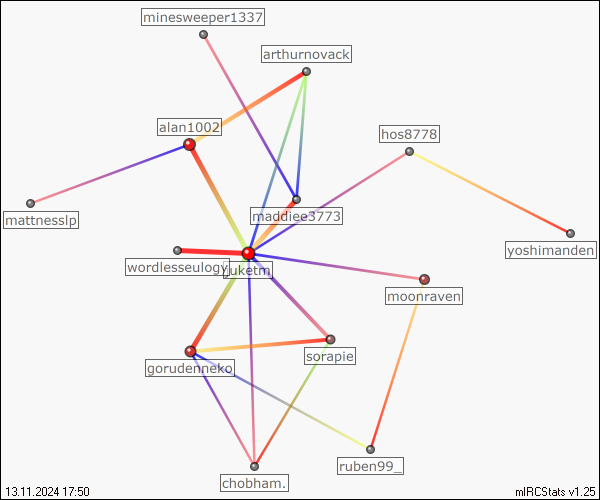 minesweeper1337
arthurnovack
alan1002
hos8778
mattnesslp
maddiee3773
yoshimanden
wordlesseulogy
ruketm
moonraven
sorapie
gorudenneko
ruben99_
chobham.
13.11.2024 17:50
mIRCStats v1.25